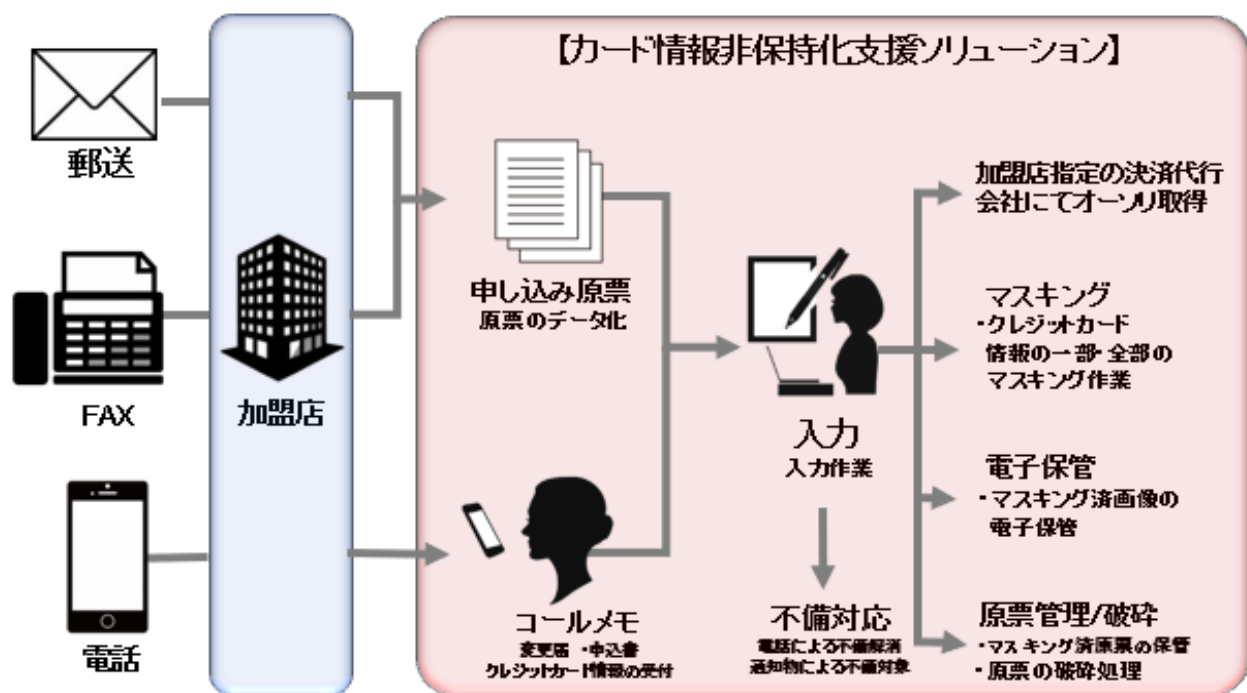 【カード情報非保持化支援ソリューション】
郵送
FAX
電話
加盟店
申し込み原票
原票のデータ化
コールメモ
変更届 ・申込書
クレジットカード情報の受付
入力
入力作業
不備対応
電話による不備解消
通知物による不備対象
加盟店指定の決済代行
会社にてオーソリ取得
マスキング
・クレジットカード
情報の一部・全部の
マスキング作業
電子保管
・マスキング済画像の
電子保管
原票管理/破砕
・マスキング済原票の保管
・原票の破砕処理